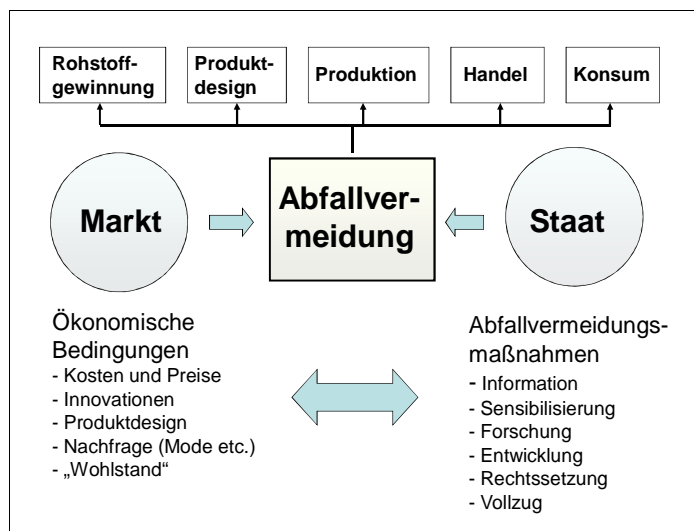 Rohstoff-
gewinnung
Produkt-
design
Produktion
Handel
Konsum
Markt
Abfallver-
meidung
Staat
Ökonomische
Bedingungen
- Kosten und Preise
- Innovationen
- Produktdesign
- Nachfrage (Mode etc.)
- „Wohlstand“
Abfallvermeidungs-
maßnahmen
- Information
- Sensibilisierung
- Forschung
- Entwicklung
- Rechtssetzung
- Vollzug